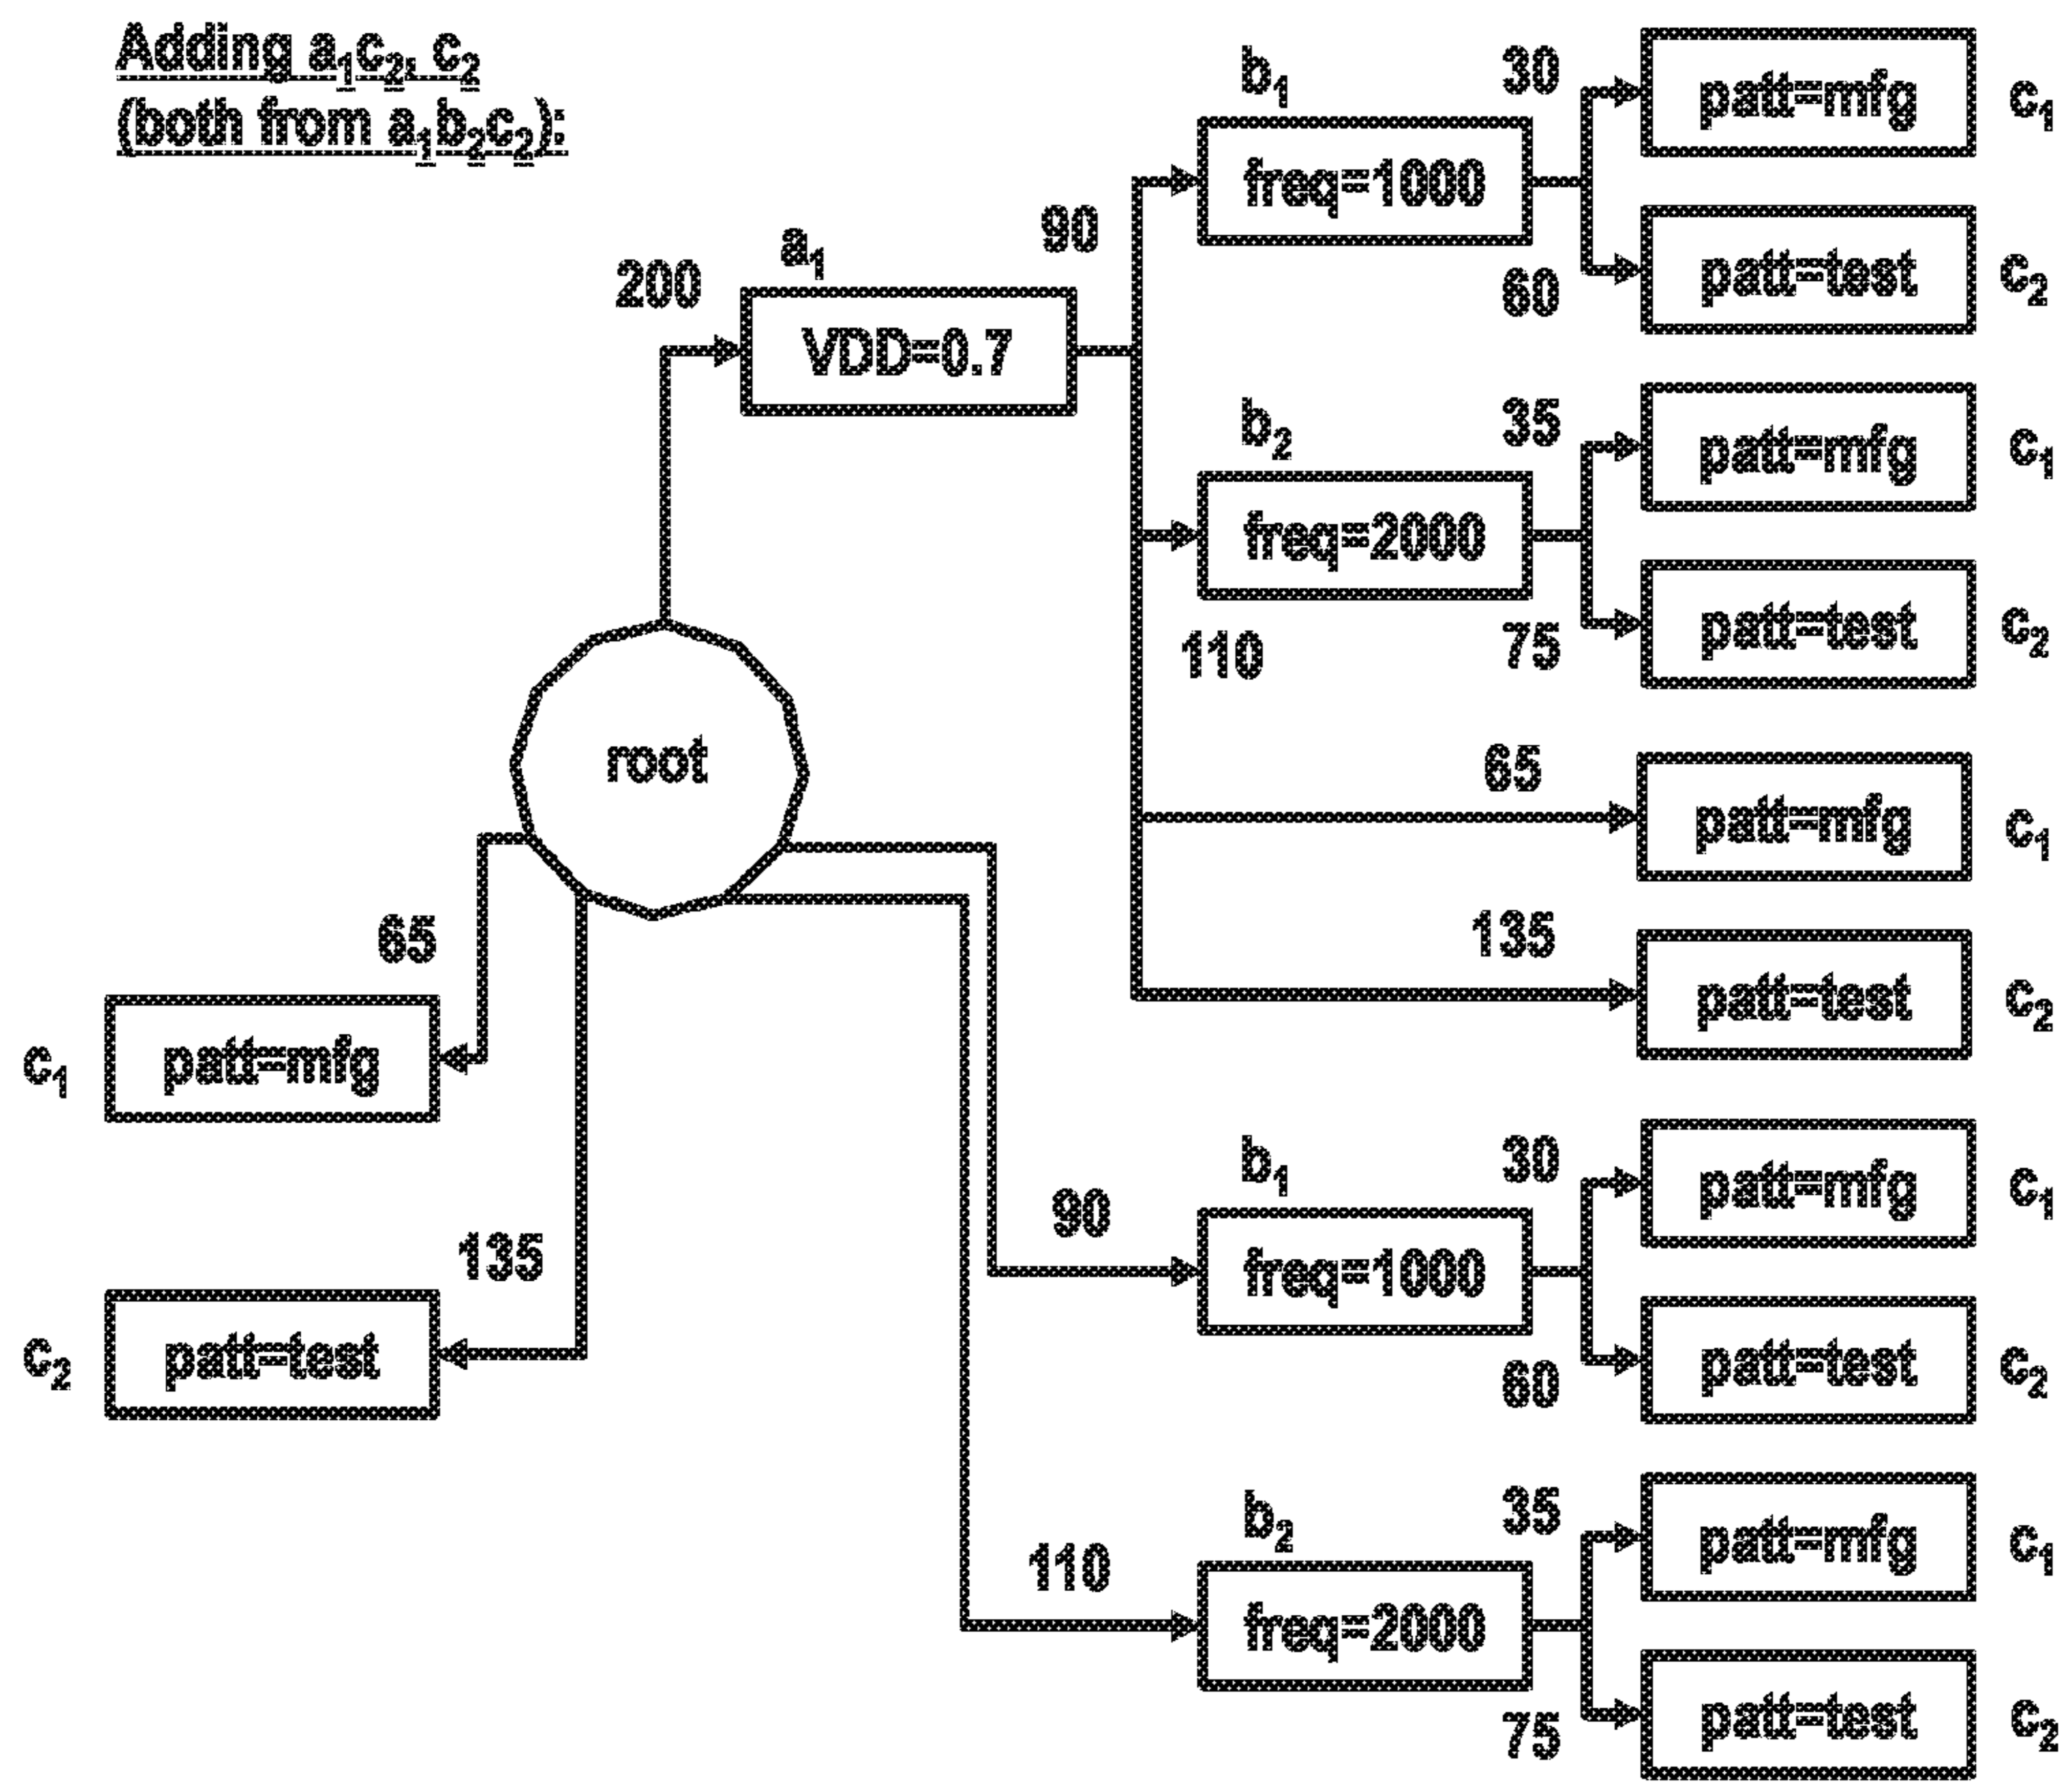 Adding a₁c₂, c₂
(both from a₁b₂c₂):
b₁
30
patt=mfg
c₁
freq=1000
60
patt=test
c₂
a₁
90
200
VDD=0.7
b₂
35
patt=mfg
c₁
freq=2000
110
75
patt=test
c₂
root
65
patt=mfg
c₁
135
patt=test
c₂
65
c₁
patt=mfg
135
c₂
patt=test
b₁
30
patt=mfg
c₁
90
freq=1000
60
patt=test
c₂
b₂
35
patt=mfg
c₁
110
freq=2000
75
patt=test
c₂